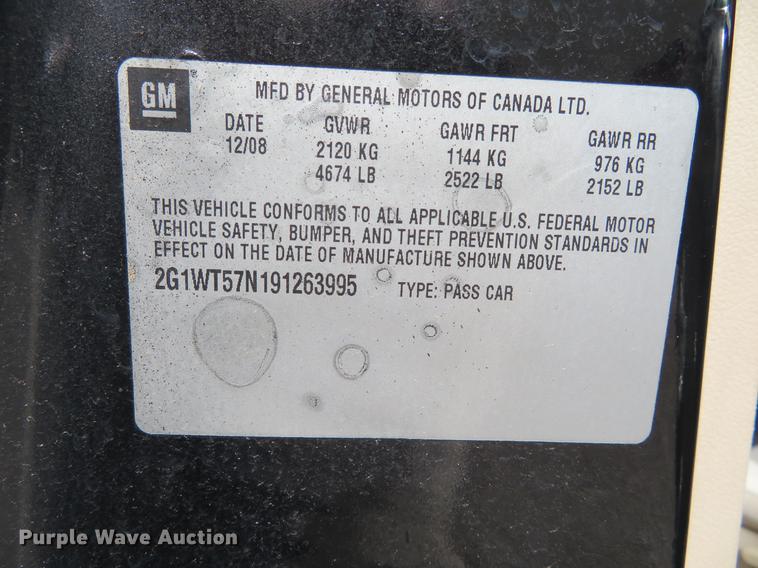 GM
MFD BY GENERAL MOTORS OF CANADA LTD.
DATE GVWR GAWR FRT GAWR RR
12/08 2120 KG 1144 KG 976 KG
4674 LB 2522 LB 2152 LB
THIS VEHICLE CONFORMS TO ALL APPLICABLE U.S. FEDERAL MOTOR
VEHICLE SAFETY, BUMPER, AND THEFT PREVENTION STANDARDS IN
EFFECT ON THE DATE OF MANUFACTURE SHOWN ABOVE.
2G1WT57N191263995 TYPE: PASS CAR
Purple Wave Auction